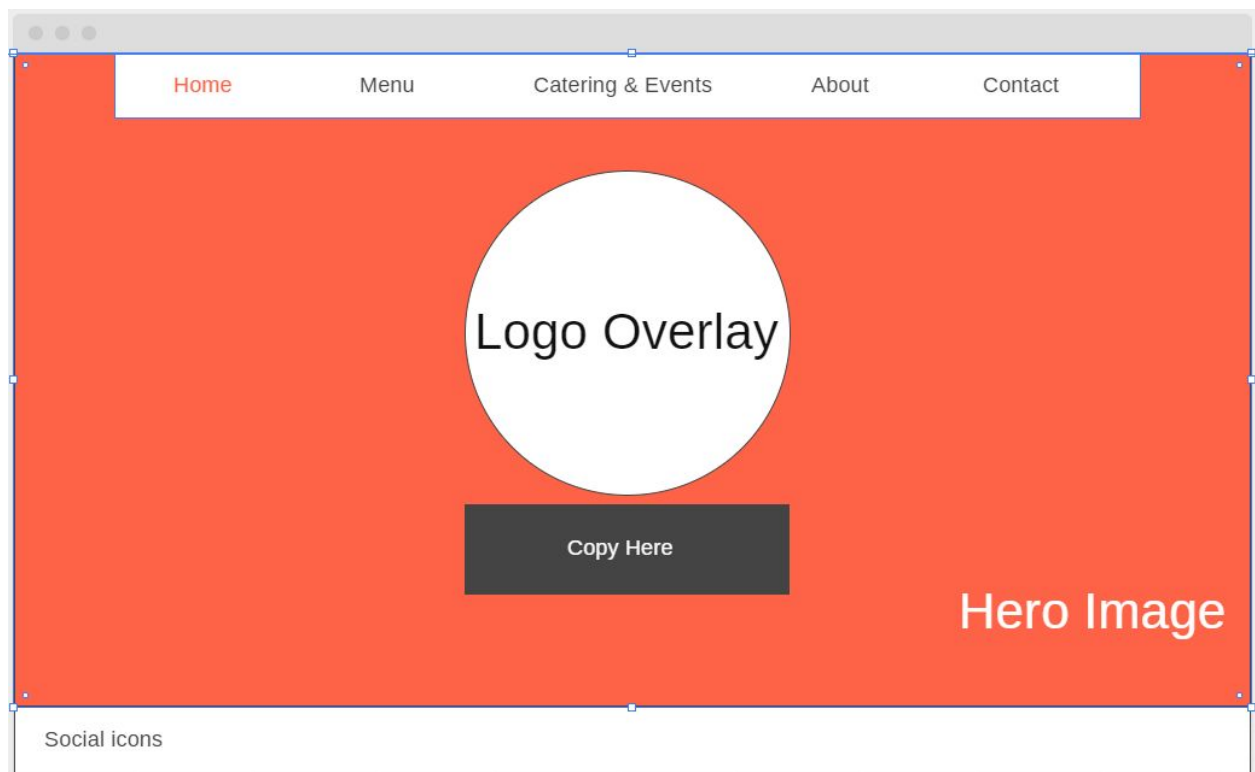 Home Menu Catering & Events About Contact
Logo Overlay
Copy Here
Hero Image
Social icons